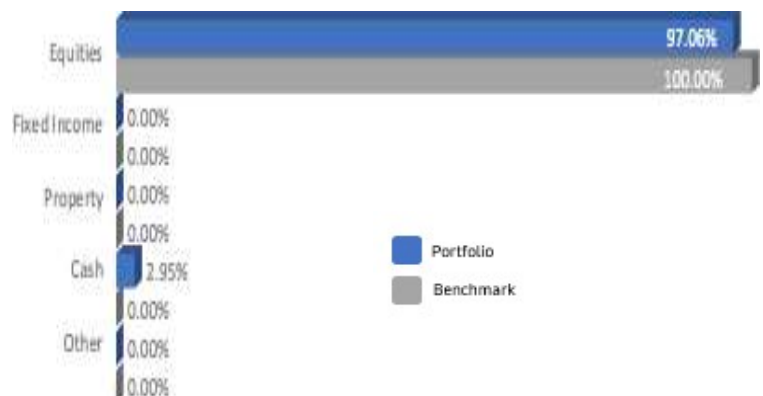 Equities
97.06%
100.00%
Fixed Income
0.00%
0.00%
Property
0.00%
0.00%
Cash
2.95%
0.00%
Other
0.00%
0.00%
Portfolio
Benchmark